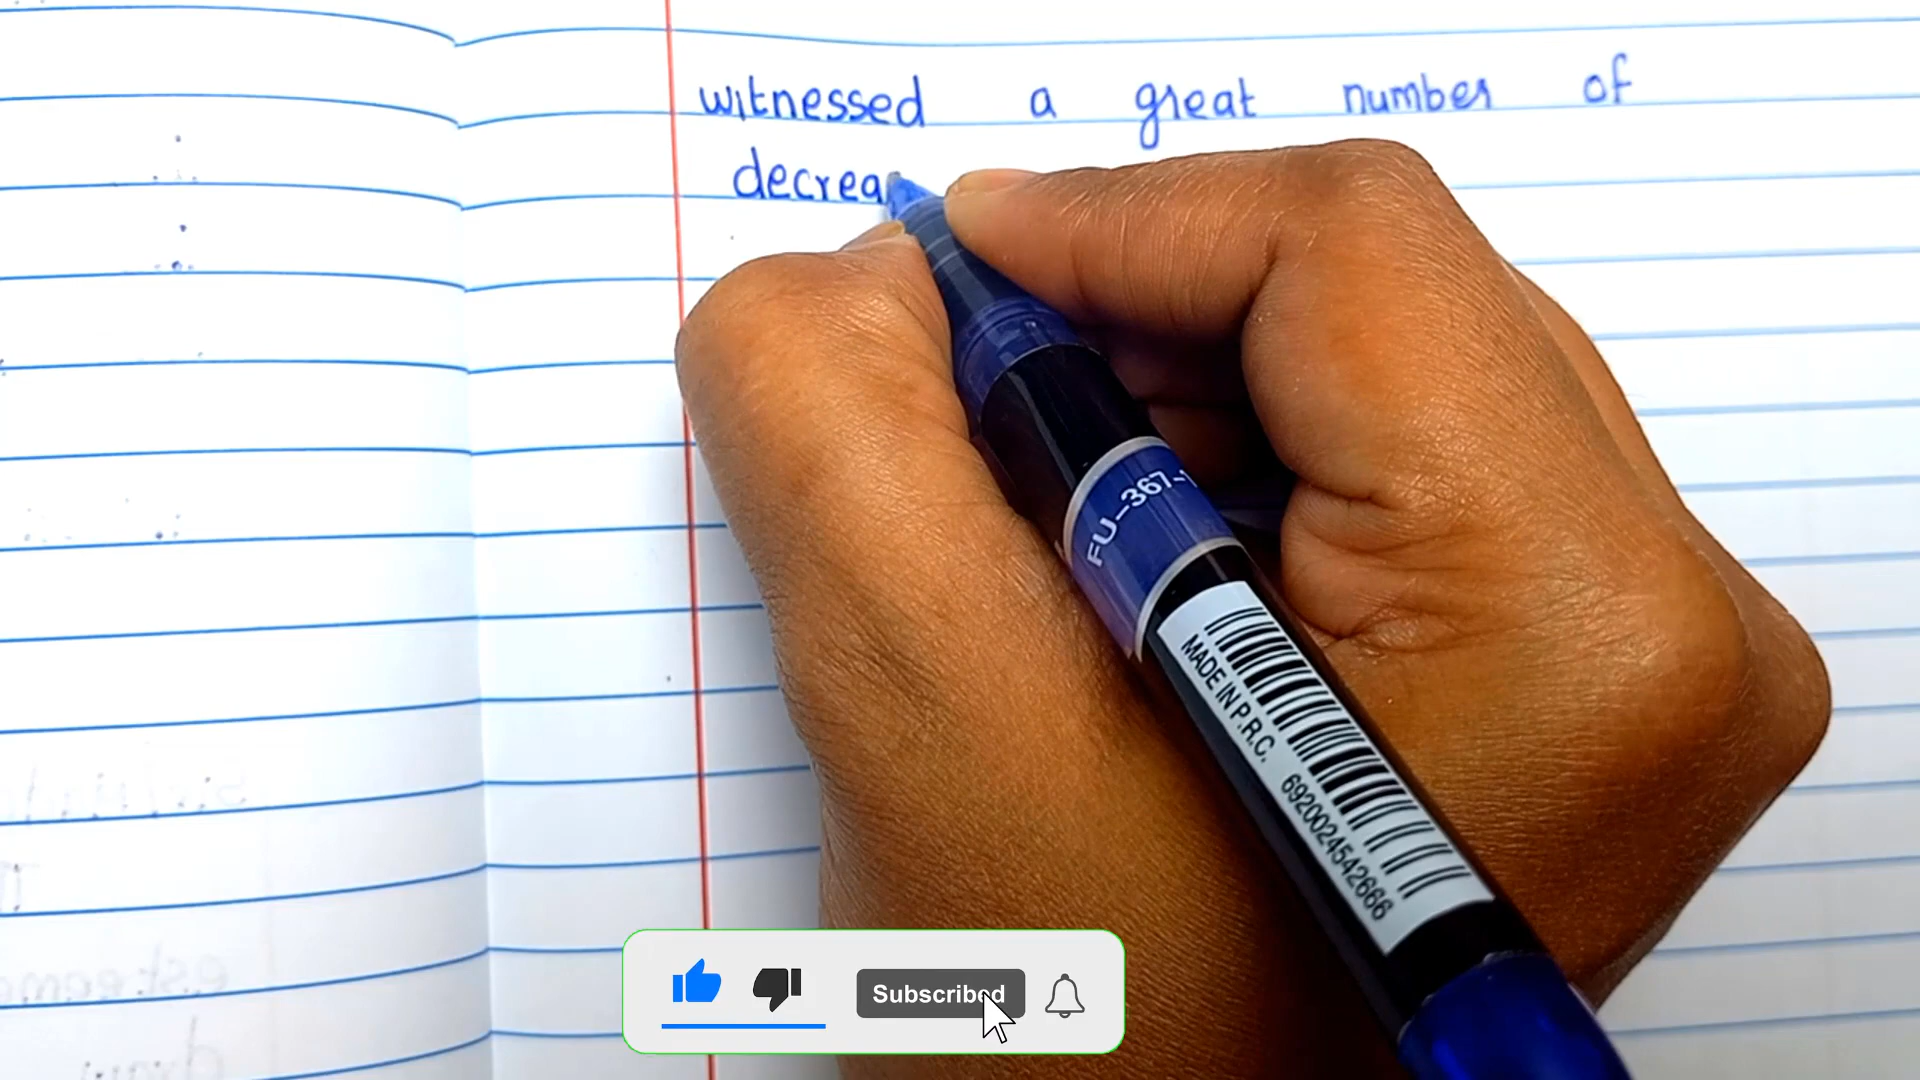 witnessed a great number of
decrea
FU-367-
MADE IN P.R.C. 6920024542666
Subscribed